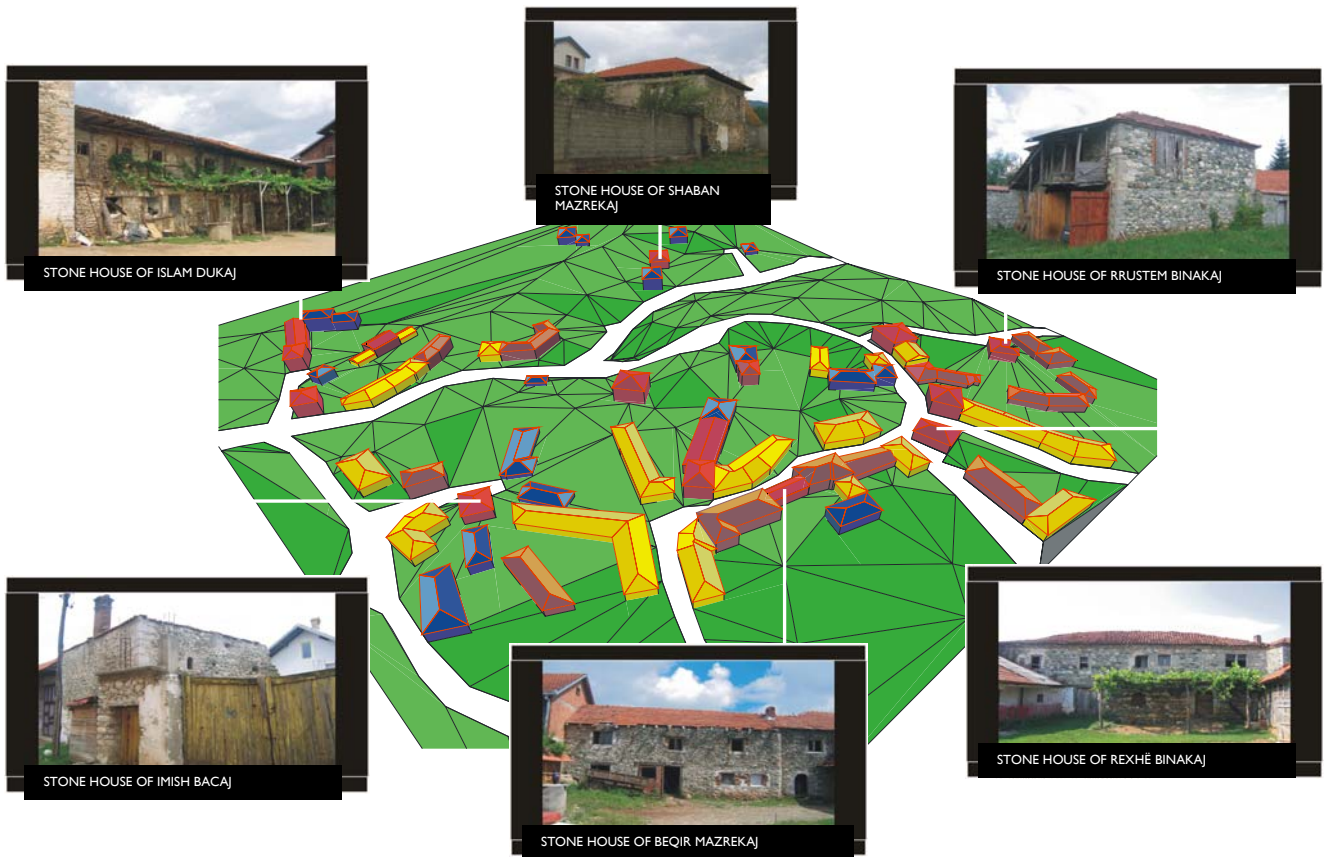 STONE HOUSE OF SHABAN
MAZREKAJ
STONE HOUSE OF ISLAM DUKAJ
STONE HOUSE OF RRUSTEM BINAKAJ
STONE HOUSE OF IMISH BACAJ
STONE HOUSE OF REXHË BINAKAJ
STONE HOUSE OF BEQIR MAZREKAJ